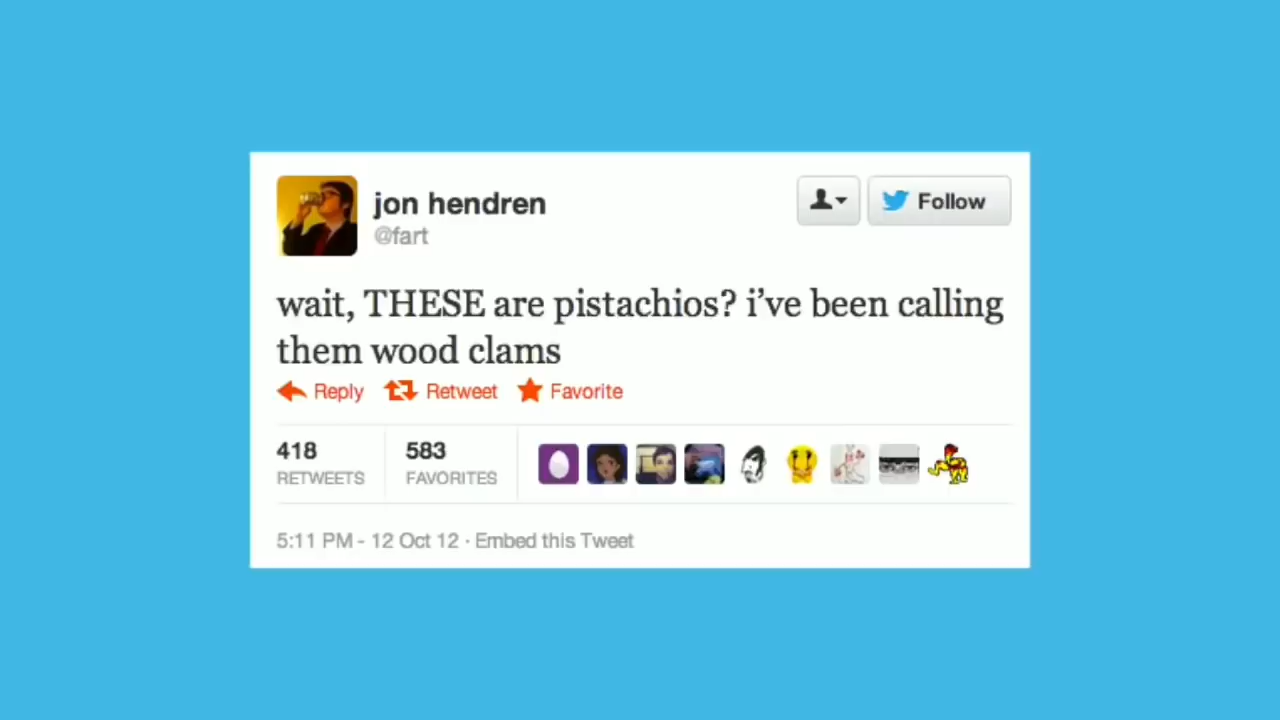 jon hendren
@fart
Follow
wait, THESE are pistachios? i’ve been calling
them wood clams
Reply Retweet Favorite
418 583
RETWEETS FAVORITES
5:11 PM - 12 Oct 12 · Embed this Tweet